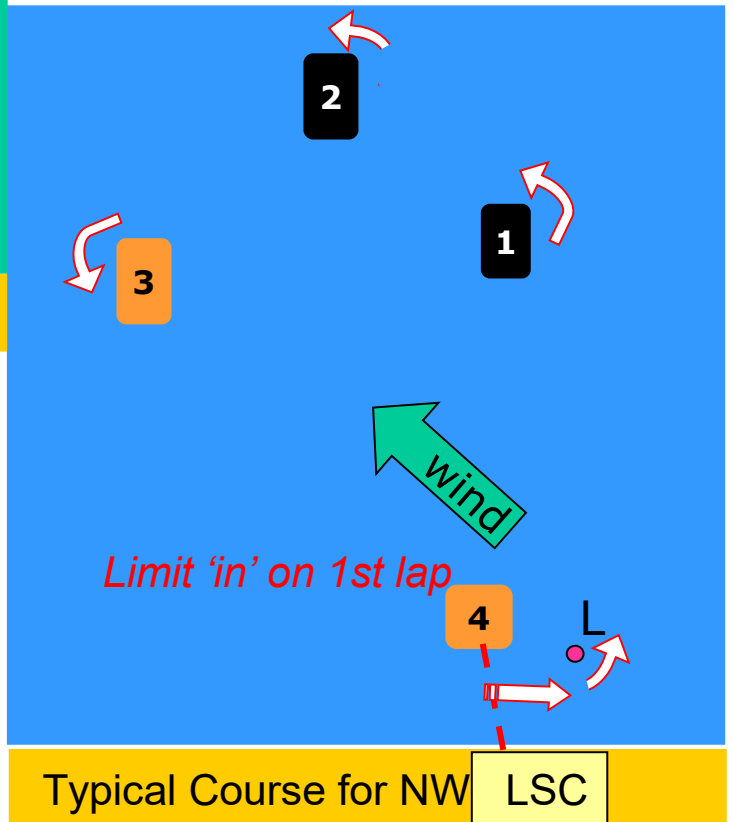 2
1
3
wind
Limit ‘in’ on 1st lap
4
L
Typical Course for NW
LSC